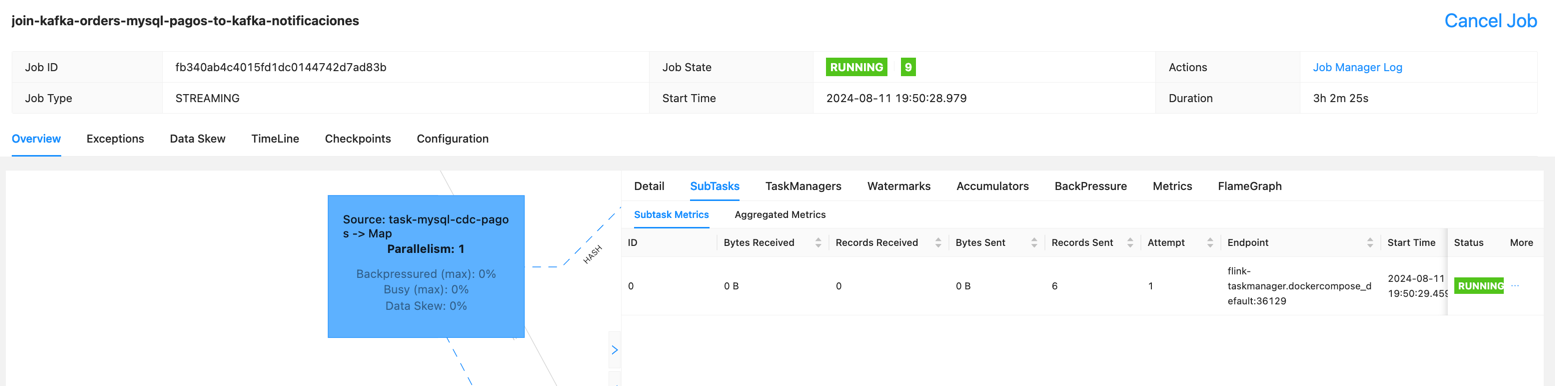 join-kafka-orders-mysql-pagos-to-kafka-notificaciones
Cancel Job
Job ID
fb340ab4c4015fd1dc0144742d7ad83b
Job State
RUNNING
9
Actions
Job Manager Log
Job Type
STREAMING
Start Time
2024-08-11 19:50:28.979
Duration
3h 2m 25s
Overview
Exceptions
Data Skew
TimeLine
Checkpoints
Configuration
Source: task-mysql-cdc-pago
s -> Map
Parallelism: 1
Backpressured (max): 0%
Busy (max): 0%
Data Skew: 0%
HASH
Detail
SubTasks
TaskManagers
Watermarks
Accumulators
BackPressure
Metrics
FlameGraph
Subtask Metrics
Aggregated Metrics
ID
Bytes Received
Records Received
Bytes Sent
Records Sent
Attempt
Endpoint
Start Time
Status
More
0
0 B
0
0 B
6
1
flink-
taskmanager.dockercompose_d
efault:36129
2024-08-11
19:50:29.459
RUNNING
...